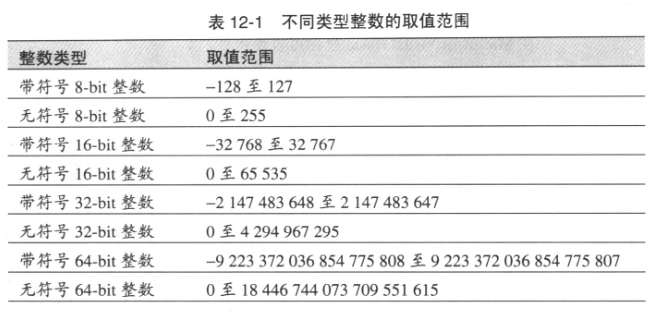 表 12-1 不同类型整数的取值范围
整数类型 取值范围
带符号 8-bit 整数 −128 至 127
无符号 8-bit 整数 0 至 255
带符号 16-bit 整数 −32 768 至 32 767
无符号 16-bit 整数 0 至 65 535
带符号 32-bit 整数 −2 147 483 648 至 2 147 483 647
无符号 32-bit 整数 0 至 4 294 967 295
带符号 64-bit 整数 −9 223 372 036 854 775 808 至 9 223 372 036 854 775 807
无符号 64-bit 整数 0 至 18 446 744 073 709 551 615